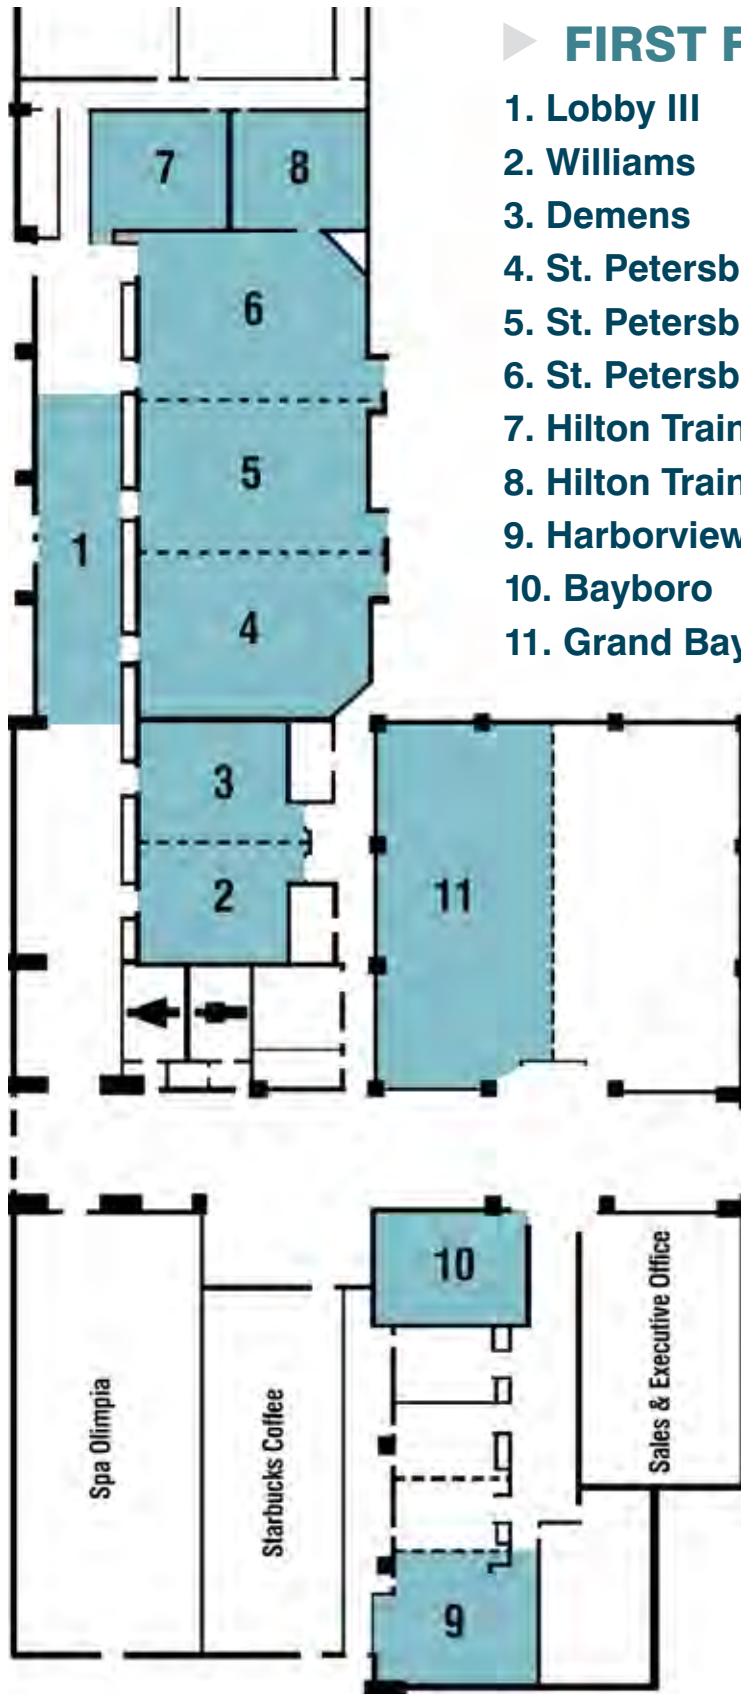 FIRST F
1. Lobby III
2. Williams
3. Demens
4. St. Petersb
5. St. Petersb
6. St. Petersb
7. Hilton Train
8. Hilton Train
9. Harborview
10. Bayboro
11. Grand Bay
7
8
6
5
1
4
3
2
11
10
Spa Olimpia
Starbucks Coffee
Sales & Executive Office
9